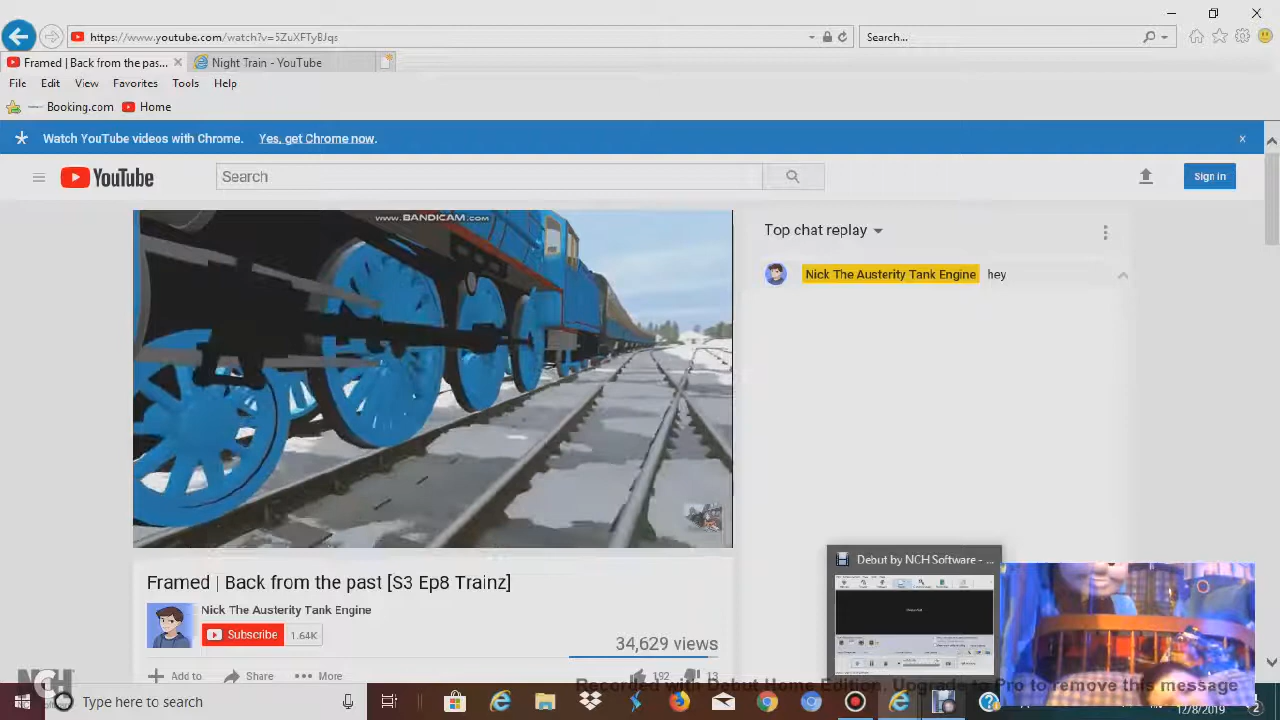 https://www.youtube.com/watch?v=5ZuXFTyBJqs
Search...
Framed | Back from the pas...
Night Train - YouTube
File Edit View Favorites Tools Help
Booking.com Home
Watch YouTube videos with Chrome. Yes, get Chrome now.
YouTube
Search
Sign in
www.BANDICAM.com
Top chat replay
Nick The Austerity Tank Engine hey
Debut by NCH Software - ...
Framed | Back from the past [S3 Ep8 Trainz]
Nick The Austerity Tank Engine
Subscribe 1.64K
34,629 views
Add to Share More
192 13
NCH
Recorded with Debut Home Edition. Upgrade to Pro to remove this message
Type here to search
12/8/2019
2